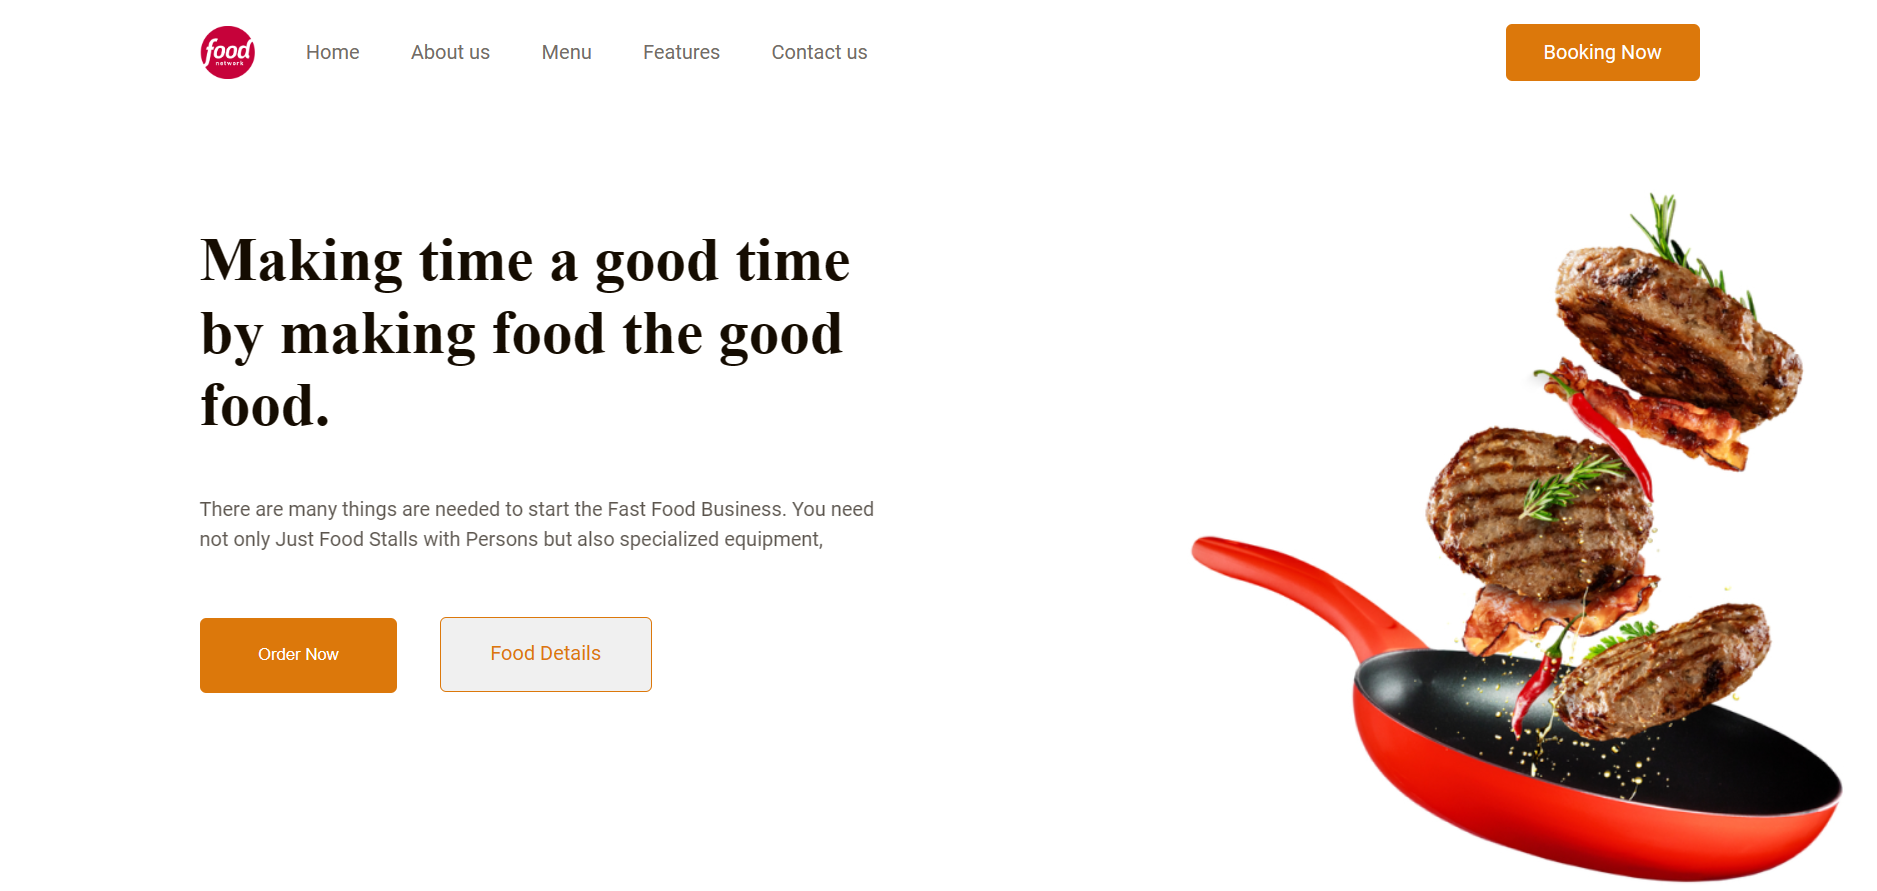 food
network
Home
About us
Menu
Features
Contact us
Booking Now
Making time a good time
by making food the good
food.
There are many things are needed to start the Fast Food Business. You need
not only Just Food Stalls with Persons but also specialized equipment,
Order Now
Food Details